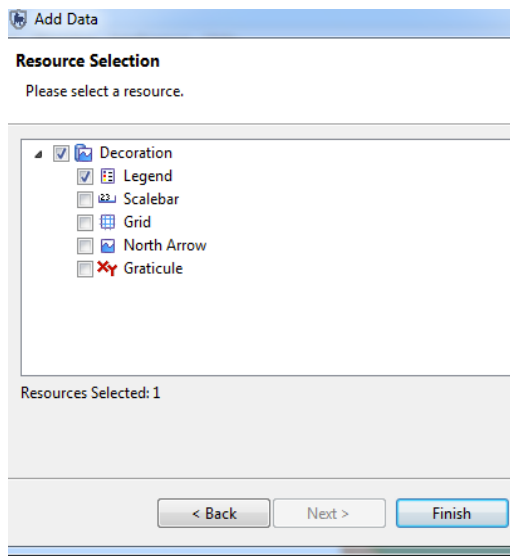 Add Data
Resource Selection
Please select a resource.
Decoration
Legend
Scalebar
Grid
North Arrow
Graticule
Resources Selected: 1
< Back
Next >
Finish